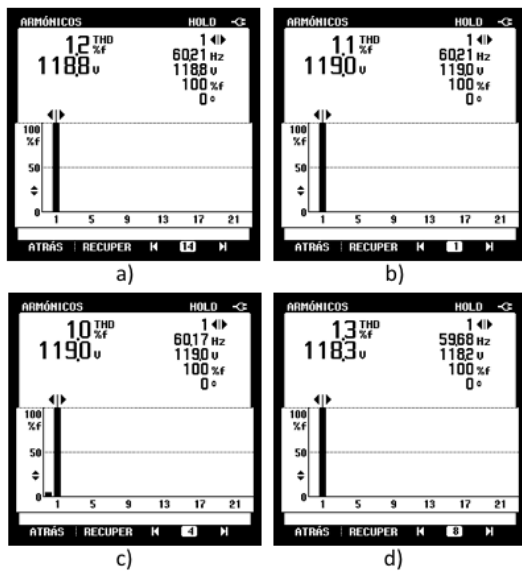 ARMÓNICOS HOLD
1.2 THD %f 1
118.8 V 60.21 Hz
118.8 V
100 %f
0 °
100
%f
50
0
1 5 9 13 17 21
ATRÁS RECUPER 14
a)
ARMÓNICOS HOLD
1.1 THD %f 1
119.0 V 60.21 Hz
119.0 V
100 %f
0 °
100
%f
50
0
1 5 9 13 17 21
ATRÁS RECUPER 1
b)
ARMÓNICOS HOLD
1.0 THD %f 1
119.0 V 60.17 Hz
119.0 V
100 %f
0 °
100
%f
50
0
1 5 9 13 17 21
ATRÁS RECUPER 4
c)
ARMÓNICOS HOLD
1.3 THD %f 1
118.3 V 59.68 Hz
118.2 V
100 %f
0 °
100
%f
50
0
1 5 9 13 17 21
ATRÁS RECUPER 8
d)